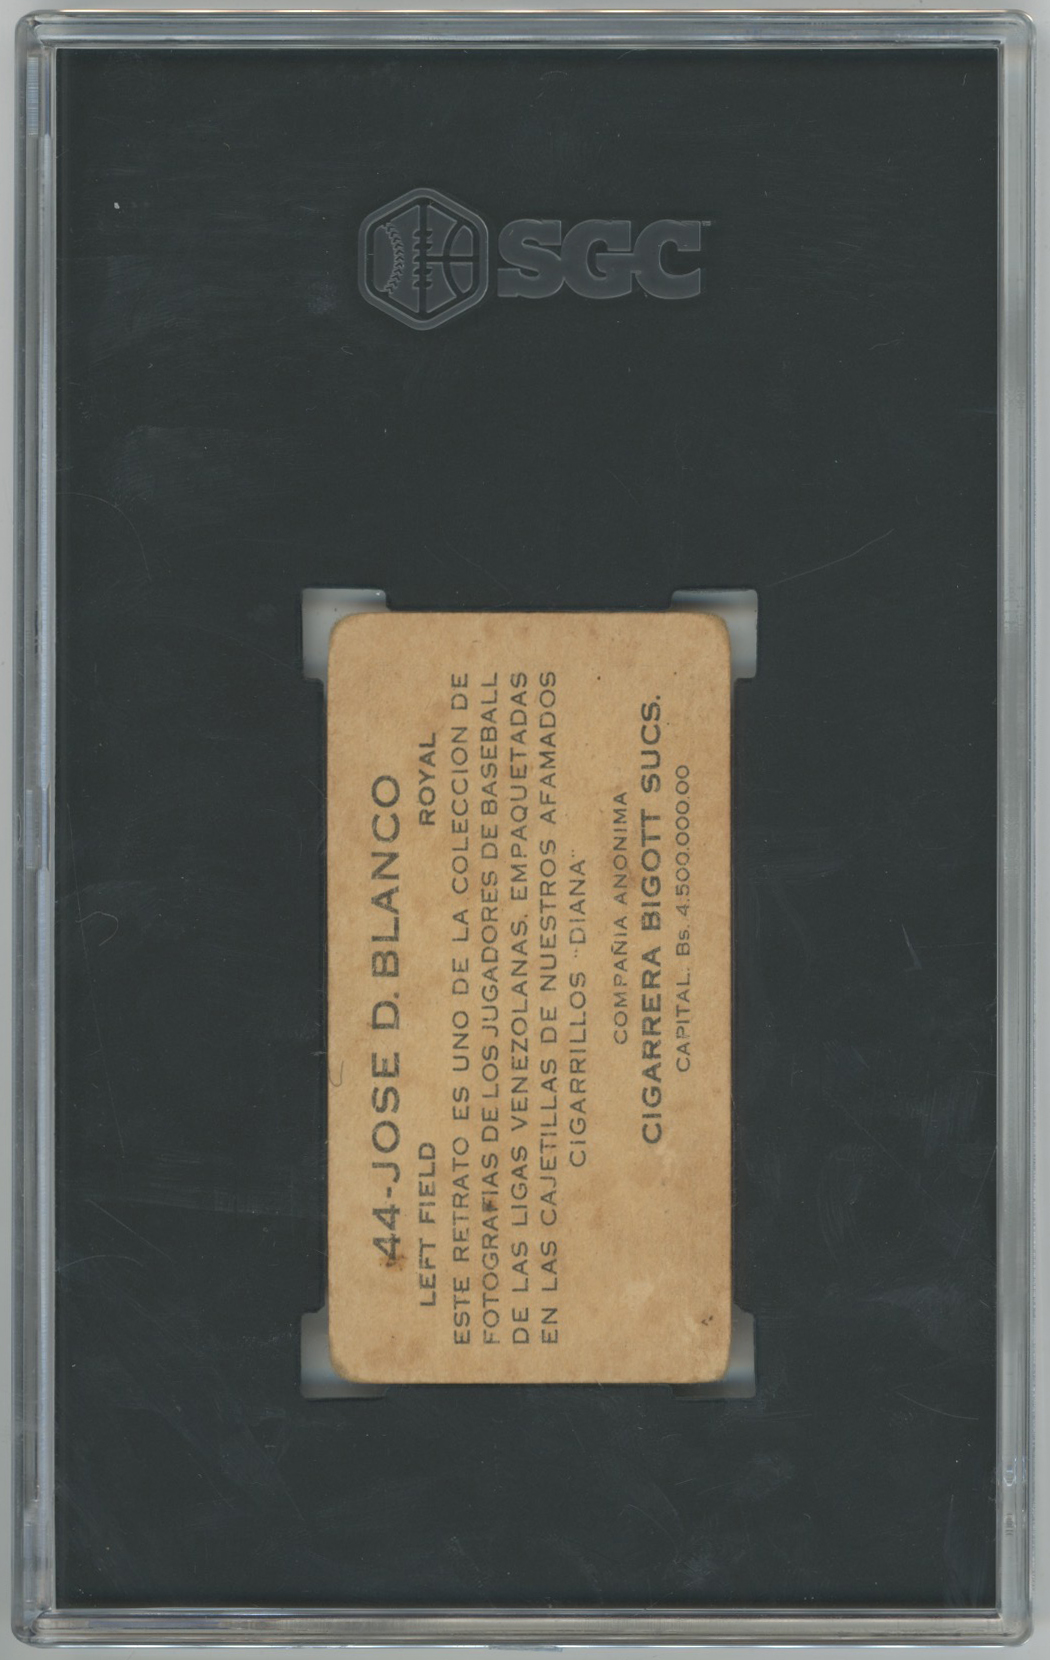 SGC
44-JOSE D. BLANCO
LEFT FIELD ROYAL
ESTE RETRATO ES UNO DE LA COLECCION DE
FOTOGRAFIAS DE LOS JUGADORES DE BASEBALL
DE LAS LIGAS VENEZOLANAS, EMPAQUETADAS
EN LAS CAJETILLAS DE NUESTROS AFAMADOS
CIGARRILLOS "DIANA"
COMPAÑIA ANONIMA
CIGARRERA BIGOTT SUCS.
CAPITAL. Bs. 4.500.000.00